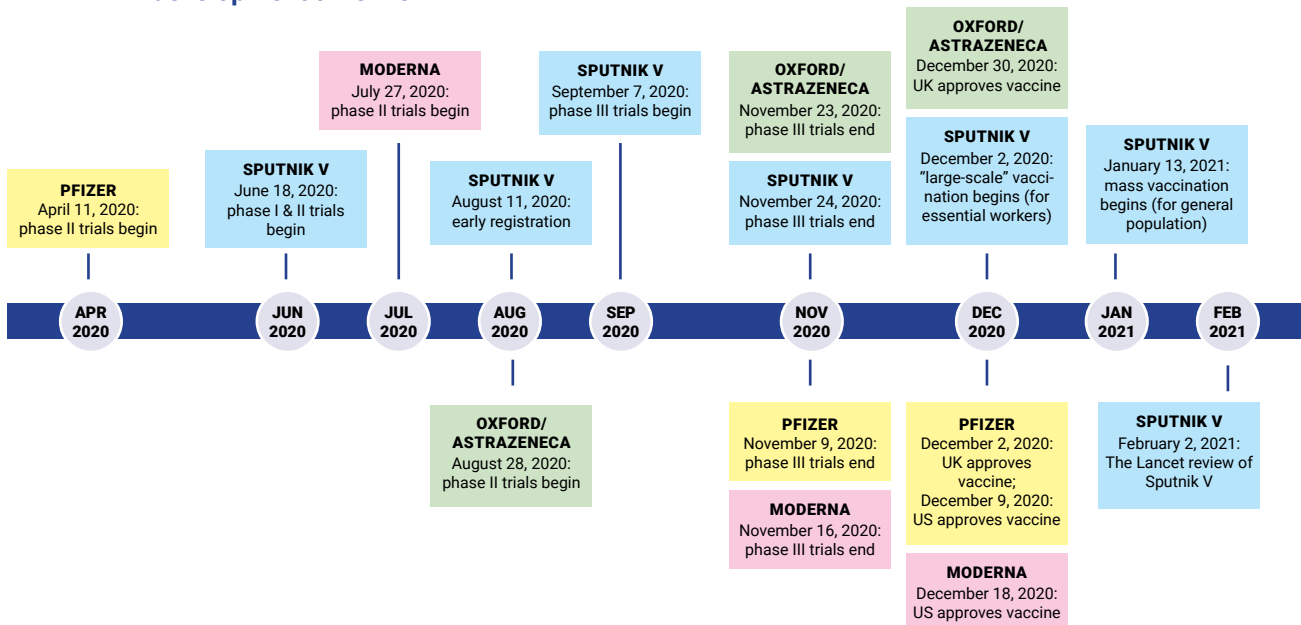 MODERNA
July 27, 2020:
phase II trials begin
SPUTNIK V
September 7, 2020:
phase III trials begin
OXFORD/
ASTRAZENECA
November 23, 2020:
phase III trials end
OXFORD/
ASTRAZENECA
December 30, 2020:
UK approves vaccine
PFIZER
April 11, 2020:
phase II trials begin
SPUTNIK V
June 18, 2020:
phase I & II trials
begin
SPUTNIK V
August 11, 2020:
early registration
SPUTNIK V
November 24, 2020:
phase III trials end
SPUTNIK V
December 2, 2020:
“large-scale” vacci-
nation begins (for
essential workers)
SPUTNIK V
January 13, 2021:
mass vaccination
begins (for general
population)
APR
2020
JUN
2020
JUL
2020
AUG
2020
SEP
2020
NOV
2020
DEC
2020
JAN
2021
FEB
2021
OXFORD/
ASTRAZENECA
August 28, 2020:
phase II trials begin
PFIZER
November 9, 2020:
phase III trials end
MODERNA
November 16, 2020:
phase III trials end
PFIZER
December 2, 2020:
UK approves
vaccine;
December 9, 2020:
US approves vaccine
MODERNA
December 18, 2020:
US approves vaccine
SPUTNIK V
February 2, 2021:
The Lancet review of
Sputnik V